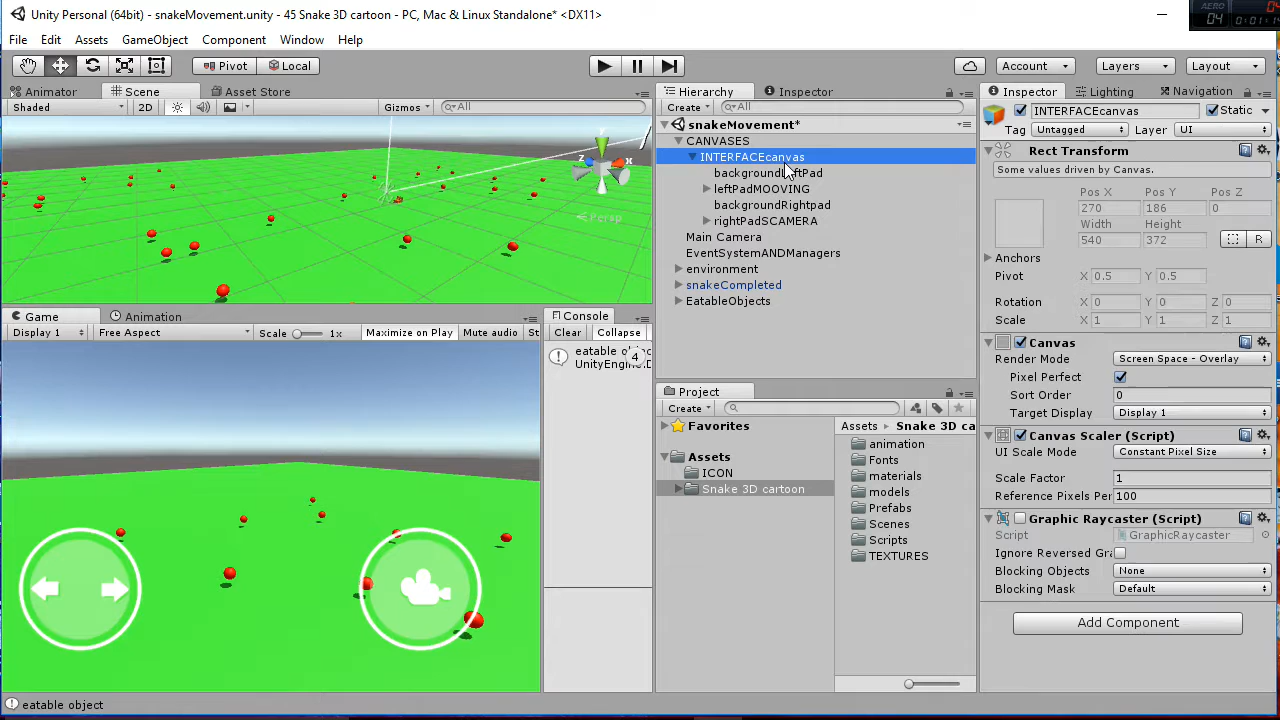 Unity Personal (64bit) - snakeMovement.unity - 45 Snake 3D cartoon - PC, Mac & Linux Standalone* <DX11>
AERO
04
04
0:01:1
File Edit Assets GameObject Component Window Help
Pivot Local Account Layers Layout
Animator Scene Asset Store
Shaded 2D Gizmos All
y
z
x
Persp
Game Animation
Display 1 Free Aspect Scale 1x Maximize on Play Mute audio St
Console
Clear Collapse
eatable objec 4
UnityEngine.D
Hierarchy Inspector
Create All
snakeMovement*
CANVASES
INTERFACEcanvas
backgroundLeftPad
leftPadMOOVING
backgroundRightpad
rightPadSCAMERA
Main Camera
EventSystemANDManagers
environment
snakeCompleted
EatableObjects
Project
Create
Favorites
Assets
ICON
Snake 3D cartoon
Assets Snake 3D ca
animation
Fonts
materials
models
Prefabs
Scenes
Scripts
TEXTURES
Inspector Lighting Navigation
INTERFACEcanvas Static
Tag Untagged Layer UI
Rect Transform
Some values driven by Canvas.
Pos X Pos Y Pos Z
270 186 0
Width Height
540 372 R
Anchors
Pivot X 0.5 Y 0.5
Rotation X 0 Y 0 Z 0
Scale X 1 Y 1 Z 1
Canvas
Render Mode Screen Space - Overlay
Pixel Perfect
Sort Order 0
Target Display Display 1
Canvas Scaler (Script)
UI Scale Mode Constant Pixel Size
Scale Factor 1
Reference Pixels Per 100
Graphic Raycaster (Script)
Script GraphicRaycaster
Ignore Reversed Gra
Blocking Objects None
Blocking Mask Default
Add Component
eatable object